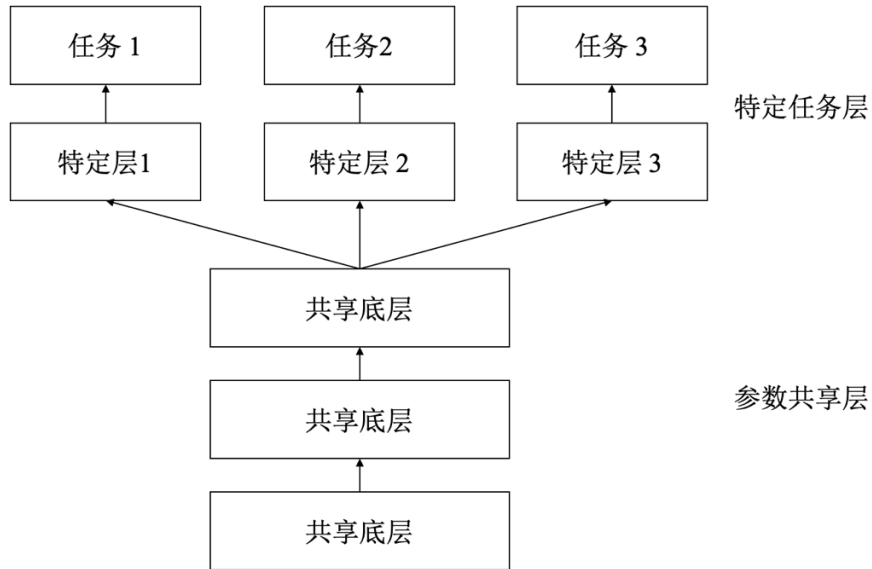 任务 1
任务2
任务 3
特定任务层
特定层1
特定层 2
特定层 3
共享底层
共享底层
参数共享层
共享底层